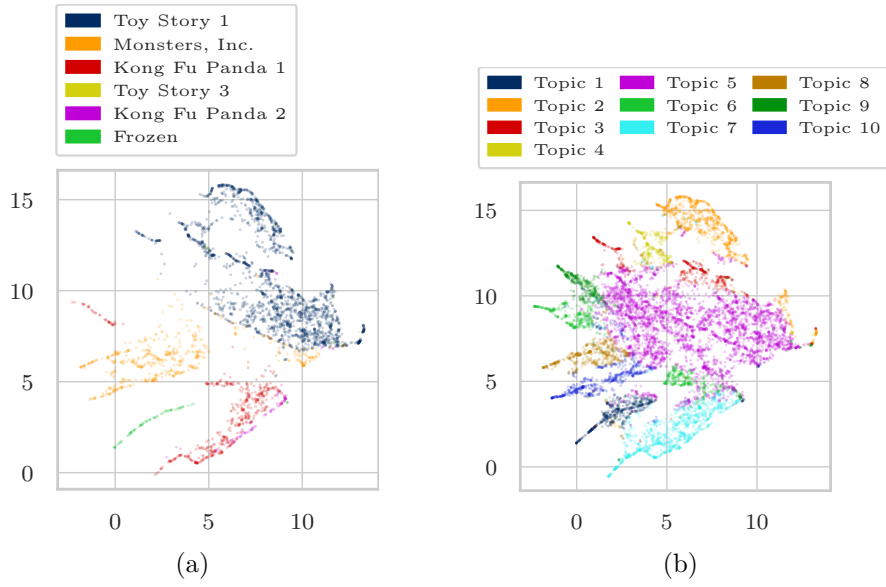 Toy Story 1
Monsters, Inc.
Kong Fu Panda 1
Toy Story 3
Kong Fu Panda 2
Frozen
15
10
5
0
0 5 10
(a)
Topic 1 Topic 5 Topic 8
Topic 2 Topic 6 Topic 9
Topic 3 Topic 7 Topic 10
Topic 4
15
10
5
0
0 5 10
(b)